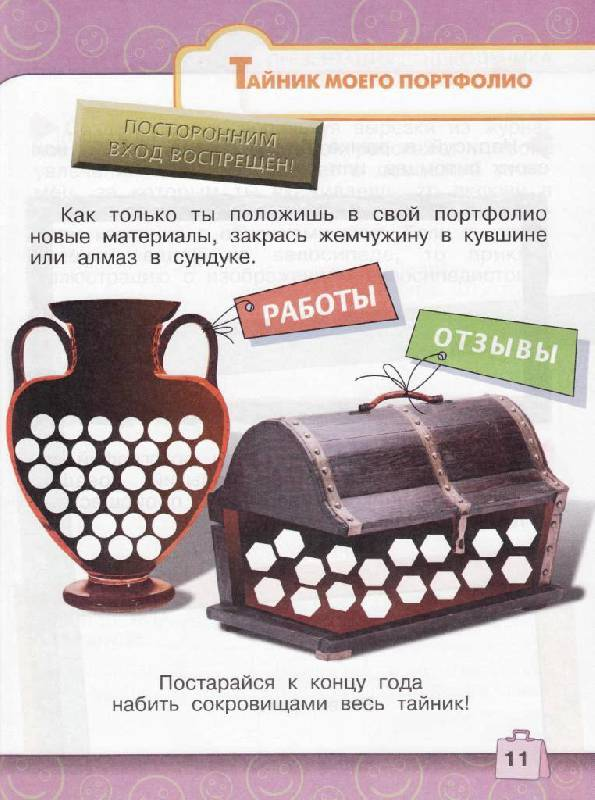 ТАЙНИК МОЕГО ПОРТФОЛИО
ПОСТОРОННИМ
ВХОД ВОСПРЕЩЁН!
Как только ты положишь в свой портфолио
новые материалы, закрась жемчужину в кувшине
или алмаз в сундуке.
РАБОТЫ
ОТЗЫВЫ
Постарайся к концу года
набить сокровищами весь тайник!
11